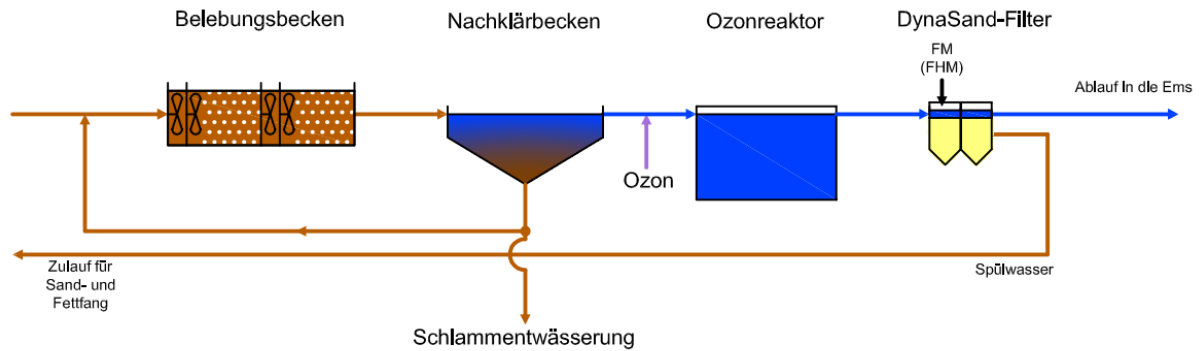 Belebungsbecken
Nachklärbecken
Ozonreaktor
DynaSand-Filter
FM
(FHM)
Ablauf In die Ems
Ozon
Zulauf für
Sand- und
Fettfang
Spülwasser
Schlammentwässerung